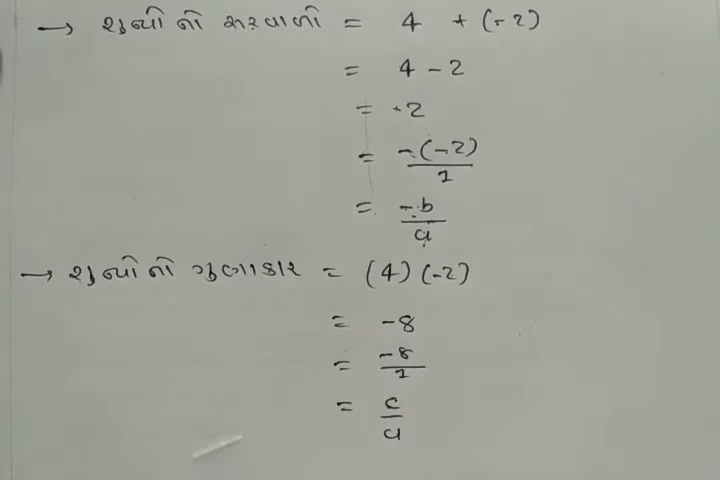 → શુન્યો નો સરવાળો = 4 + (-2)
= 4 - 2
= +2
= -(-2)/1
= -b/a
→ શુન્યોનો ગુણાકાર = (4) (-2)
= -8
= -8/1
= c/a